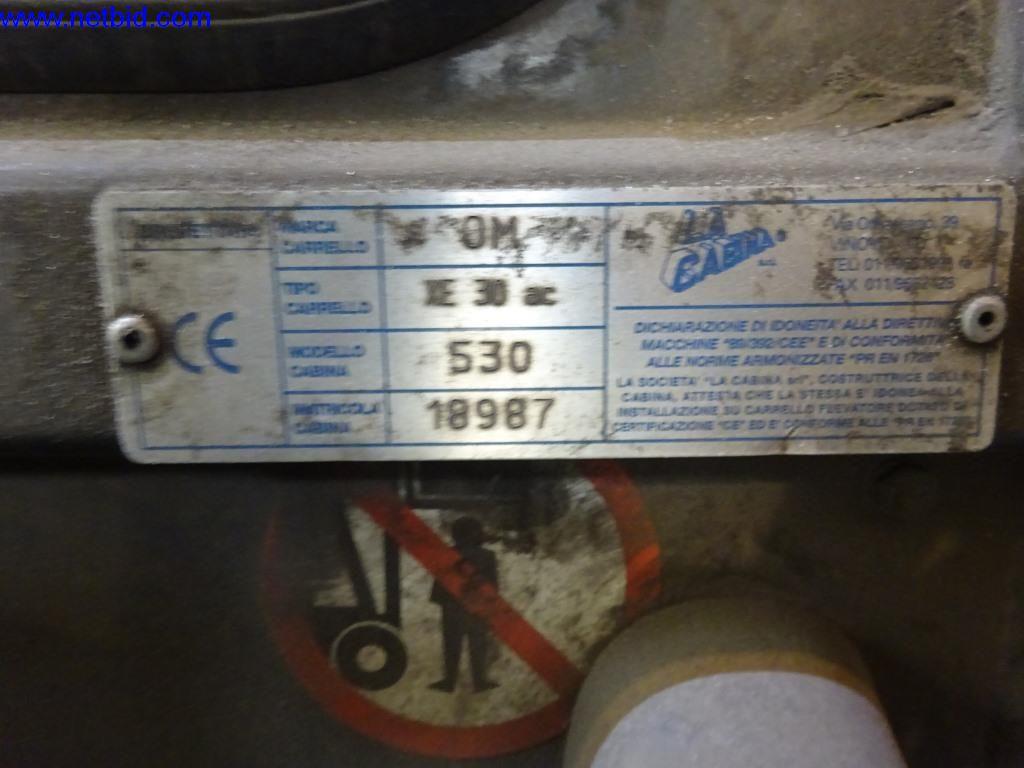 www.netbid.com
MARCA
CARRELLO
OM
TIPO
CARRELLO
XE 30 ac
MODELLO
CABINA
530
MATRICOLA
CABINA
18987
CE
LA
CABINA
s.r.l.
Via 29
TEL. 011
FAX 011
DICHIARAZIONE DI IDONEITA' ALLA DIRETTIVA
MACCHINE "89/392/CEE" E DI CONFORMITA'
ALLE NORME ARMONIZZATE "PR EN 1726"
LA SOCIETA' "LA CABINA srl", COSTRUTTRICE DELLA
CABINA, ATTESTA CHE LA STESSA E' IDONEA ALLA
INSTALLAZIONE SU CARRELLO ELEVATORE DOTATO DI
CERTIFICAZIONE "CE" ED E' CONFORME ALLE "PR EN